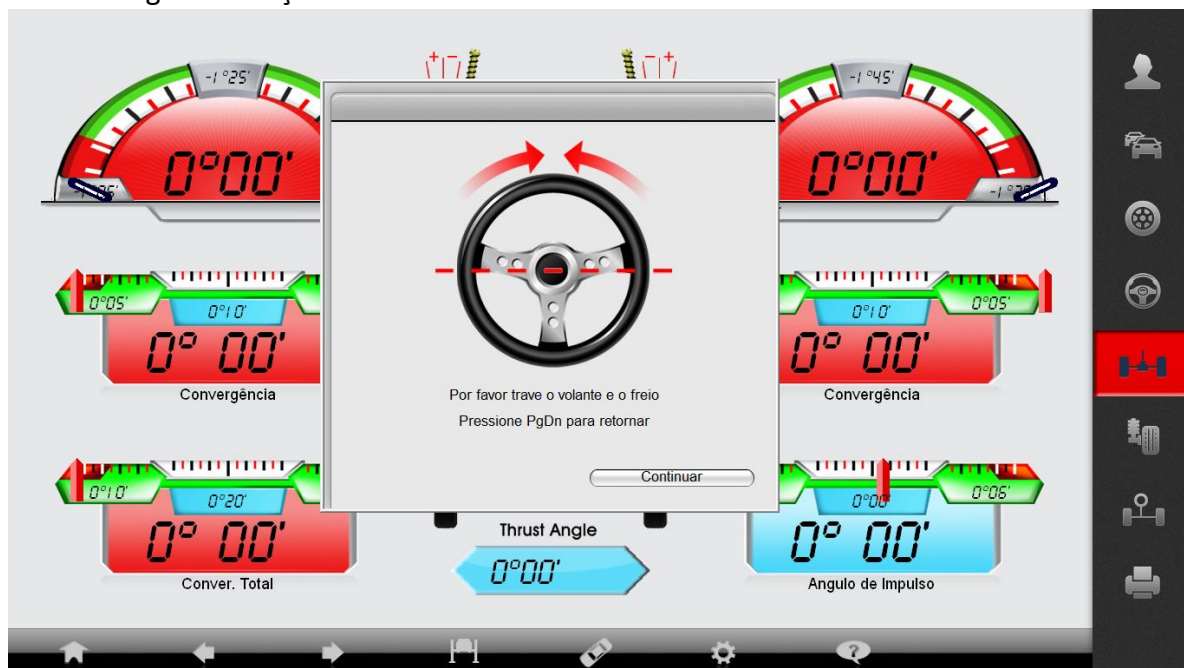 -1°25'
-1°45'
0°00'
0°00'
0°05'
0°10'
0°10'
0°05'
0° 00'
0° 00'
Convergência
Convergência
Por favor trave o volante e o freio
Pressione PgDn para retornar
Continuar
0°10'
0°20'
0°00'
0°06'
0° 00'
0° 00'
Thrust Angle
0°00'
Conver. Total
Angulo de Impulso